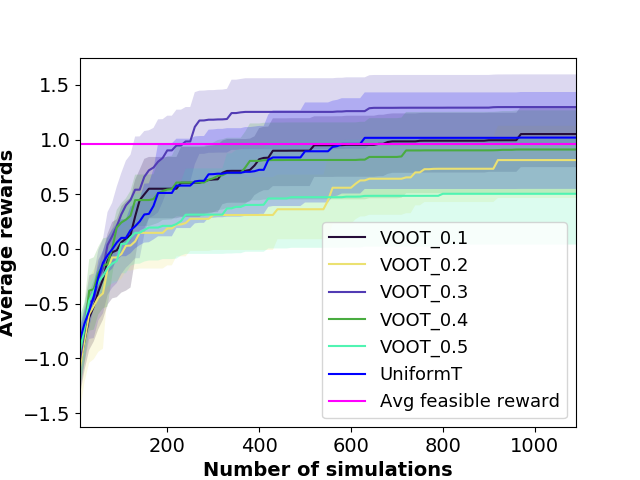 1.5
1.0
0.5
0.0
−0.5
−1.0
−1.5
Average rewards
VOOT_0.1
VOOT_0.2
VOOT_0.3
VOOT_0.4
VOOT_0.5
UniformT
Avg feasible reward
200 400 600 800 1000
Number of simulations